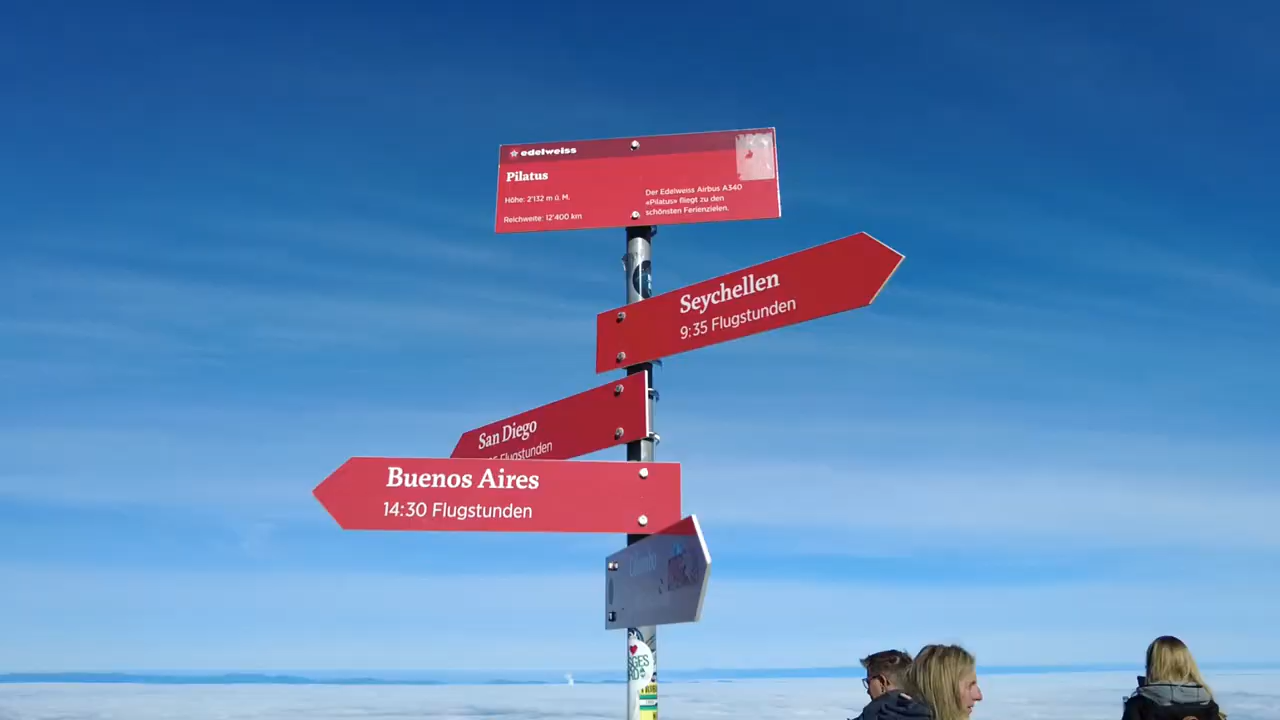 edelweiss
Pilatus
Höhe: 2'132 m ü. M.
Reichweite: 12'400 km
Der Edelweiss Airbus A340
«Pilatus» fliegt zu den
schönsten Ferienzielen.
Seychellen
9:35 Flugstunden
San Diego
Flugstunden
Buenos Aires
14:30 Flugstunden